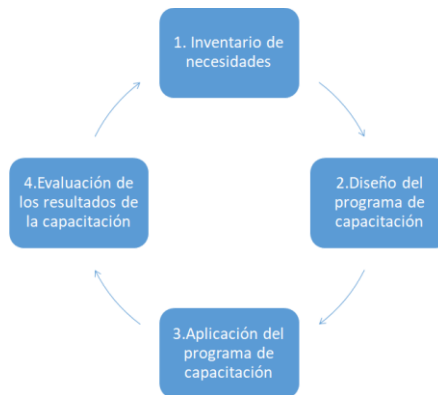 1. Inventario de
necesidades
2.Diseño del
programa de
capacitación
3.Aplicación del
programa de
capacitación
4.Evaluación de
los resultados de
la capacitación